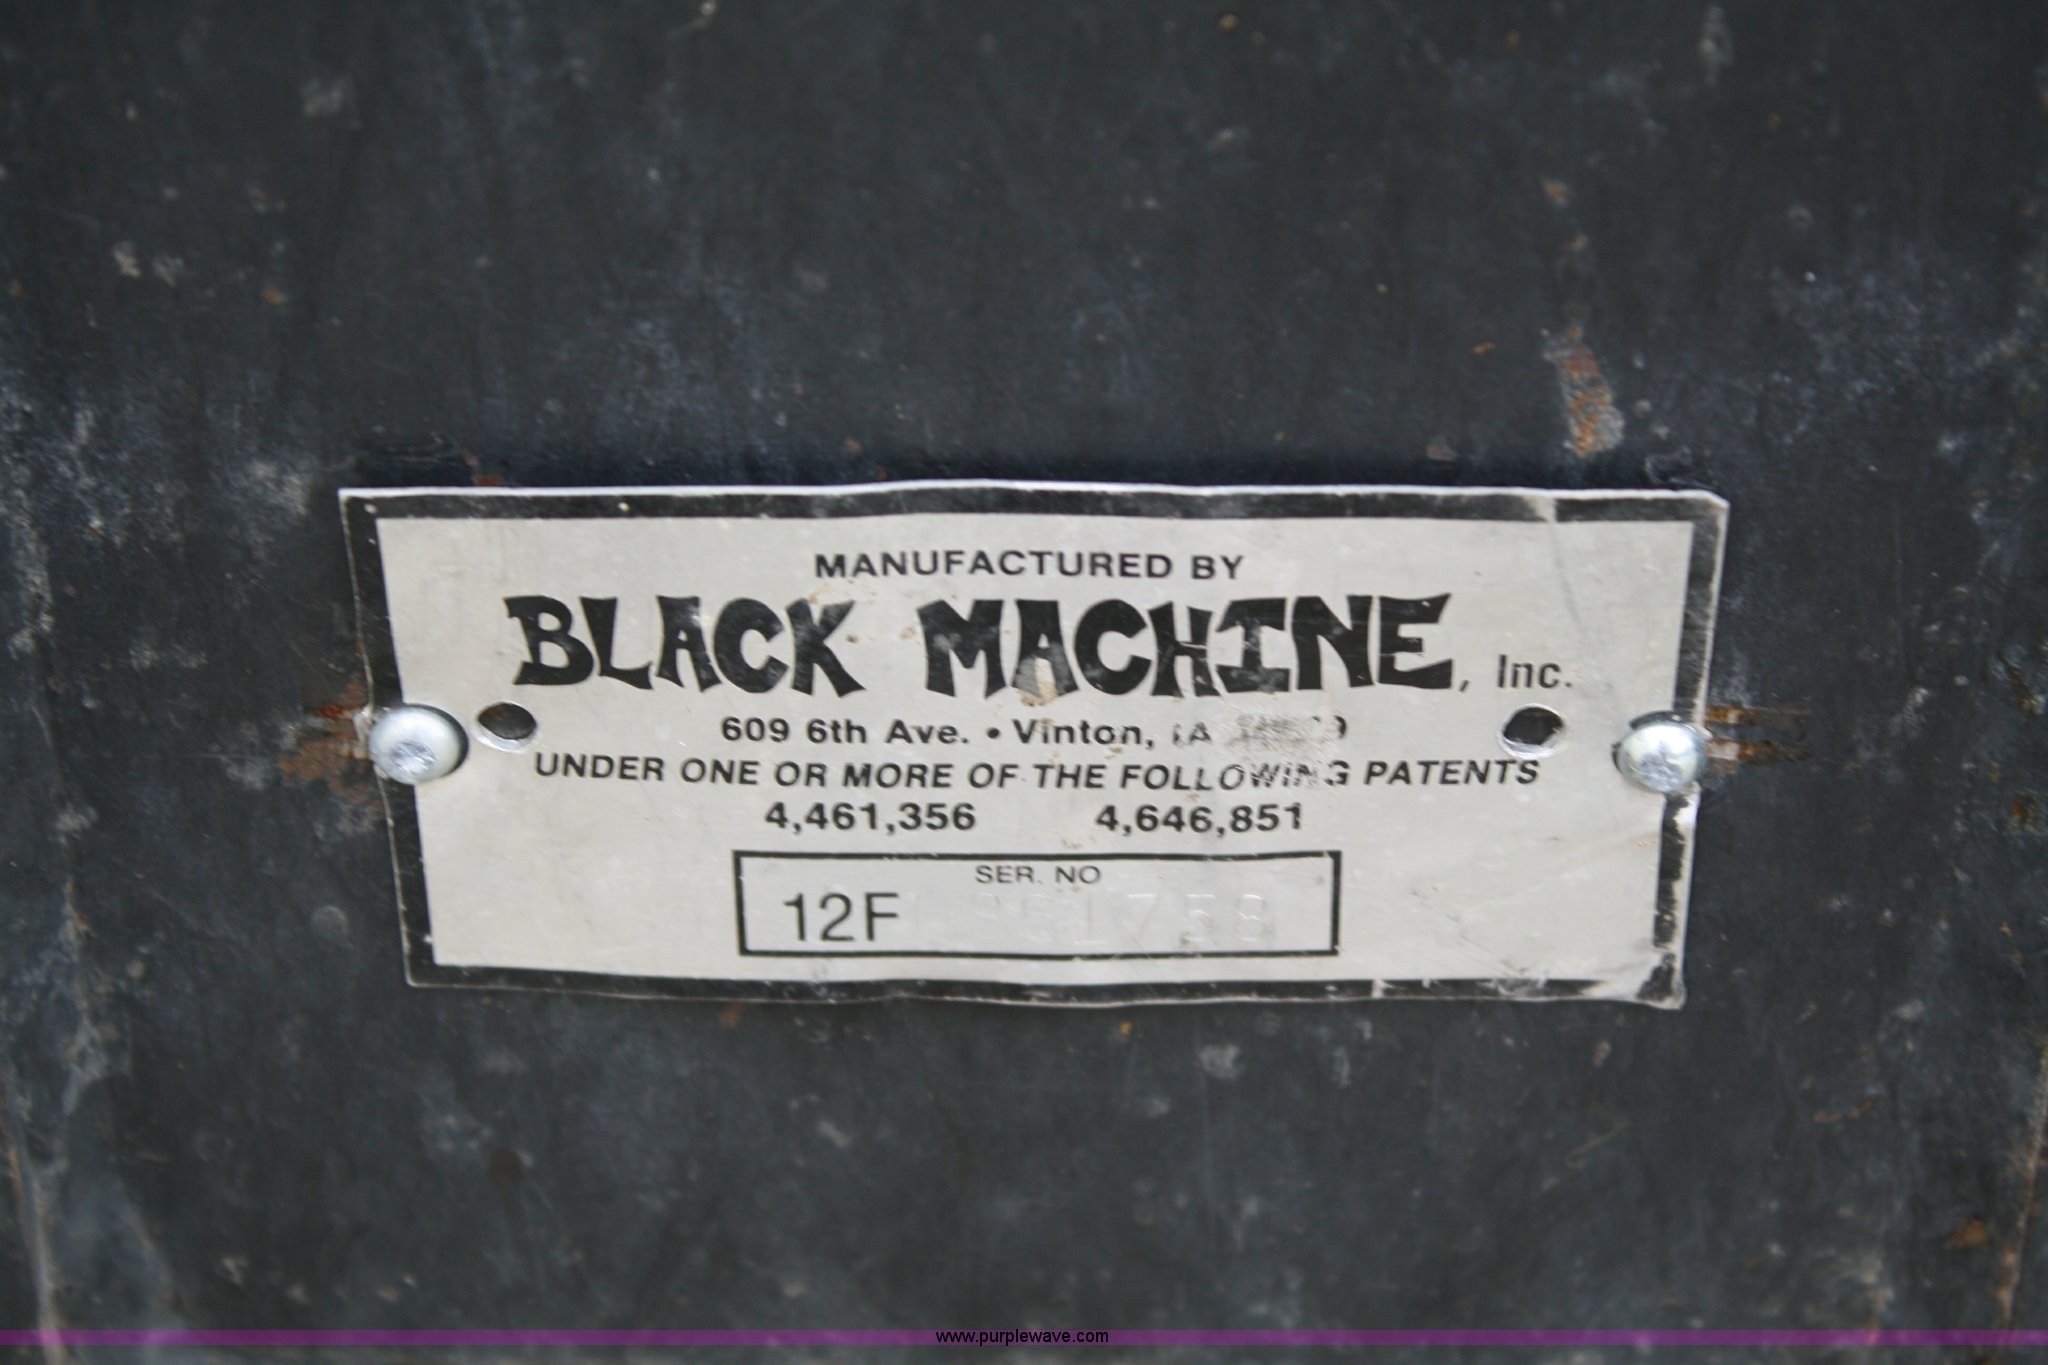 MANUFACTURED BY
BLACK MACHINE, Inc.
609 6th Ave. • Vinton, IA
UNDER ONE OR MORE OF THE FOLLOWING PATENTS
4,461,356 4,646,851
SER. NO
12F
www.purplewave.com